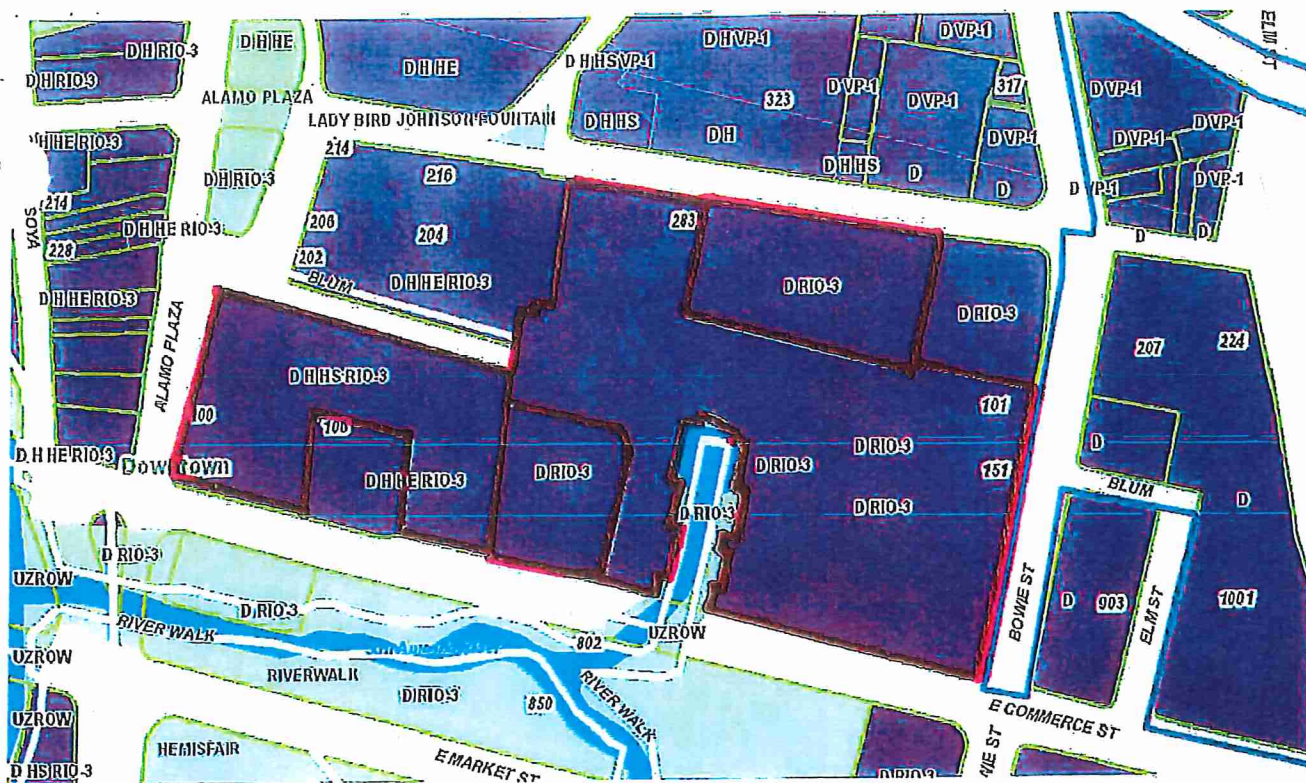 D H RIO-3
D H HE
D H HE
D H VP-1
D VP-1
ELM ST
D H RIO-3
D H HS VP-1
D VP-1
317
D VP-1
ALAMO PLAZA
323
LADY BIRD JOHNSON FOUNTAIN
D H HS
D H
D VP-1
D VP-1
D VP-1
D H HE RIO-3
214
216
D H HS
D
D
D VP-1
D VP-1
D H RIO-3
214
206
204
283
D
D
SOYA
D H HE RIO-3
228
202
BLUM
D H HE RIO-3
D RIO-3
D RIO-3
D H HE RIO-3
ALAMO PLAZA
207
224
D H HS RIO-3
100
100
101
D RIO-3
D
D H HE RIO-3
DOWNTOWN
D H HE RIO-3
D RIO-3
D RIO-3
151
BLUM
D
D RIO-3
D RIO-3
D RIO-3
UZROW
D RIO-3
BOWIE ST
D
903
ELM ST
1001
RIVER WALK
802
UZROW
UZROW
RIVERWALK
D RIO-3
850
RIVER WALK
UZROW
E COMMERCE ST
HEMISFAIR
E MARKET ST
D HS RIO-3
D RIO-3
WIE ST